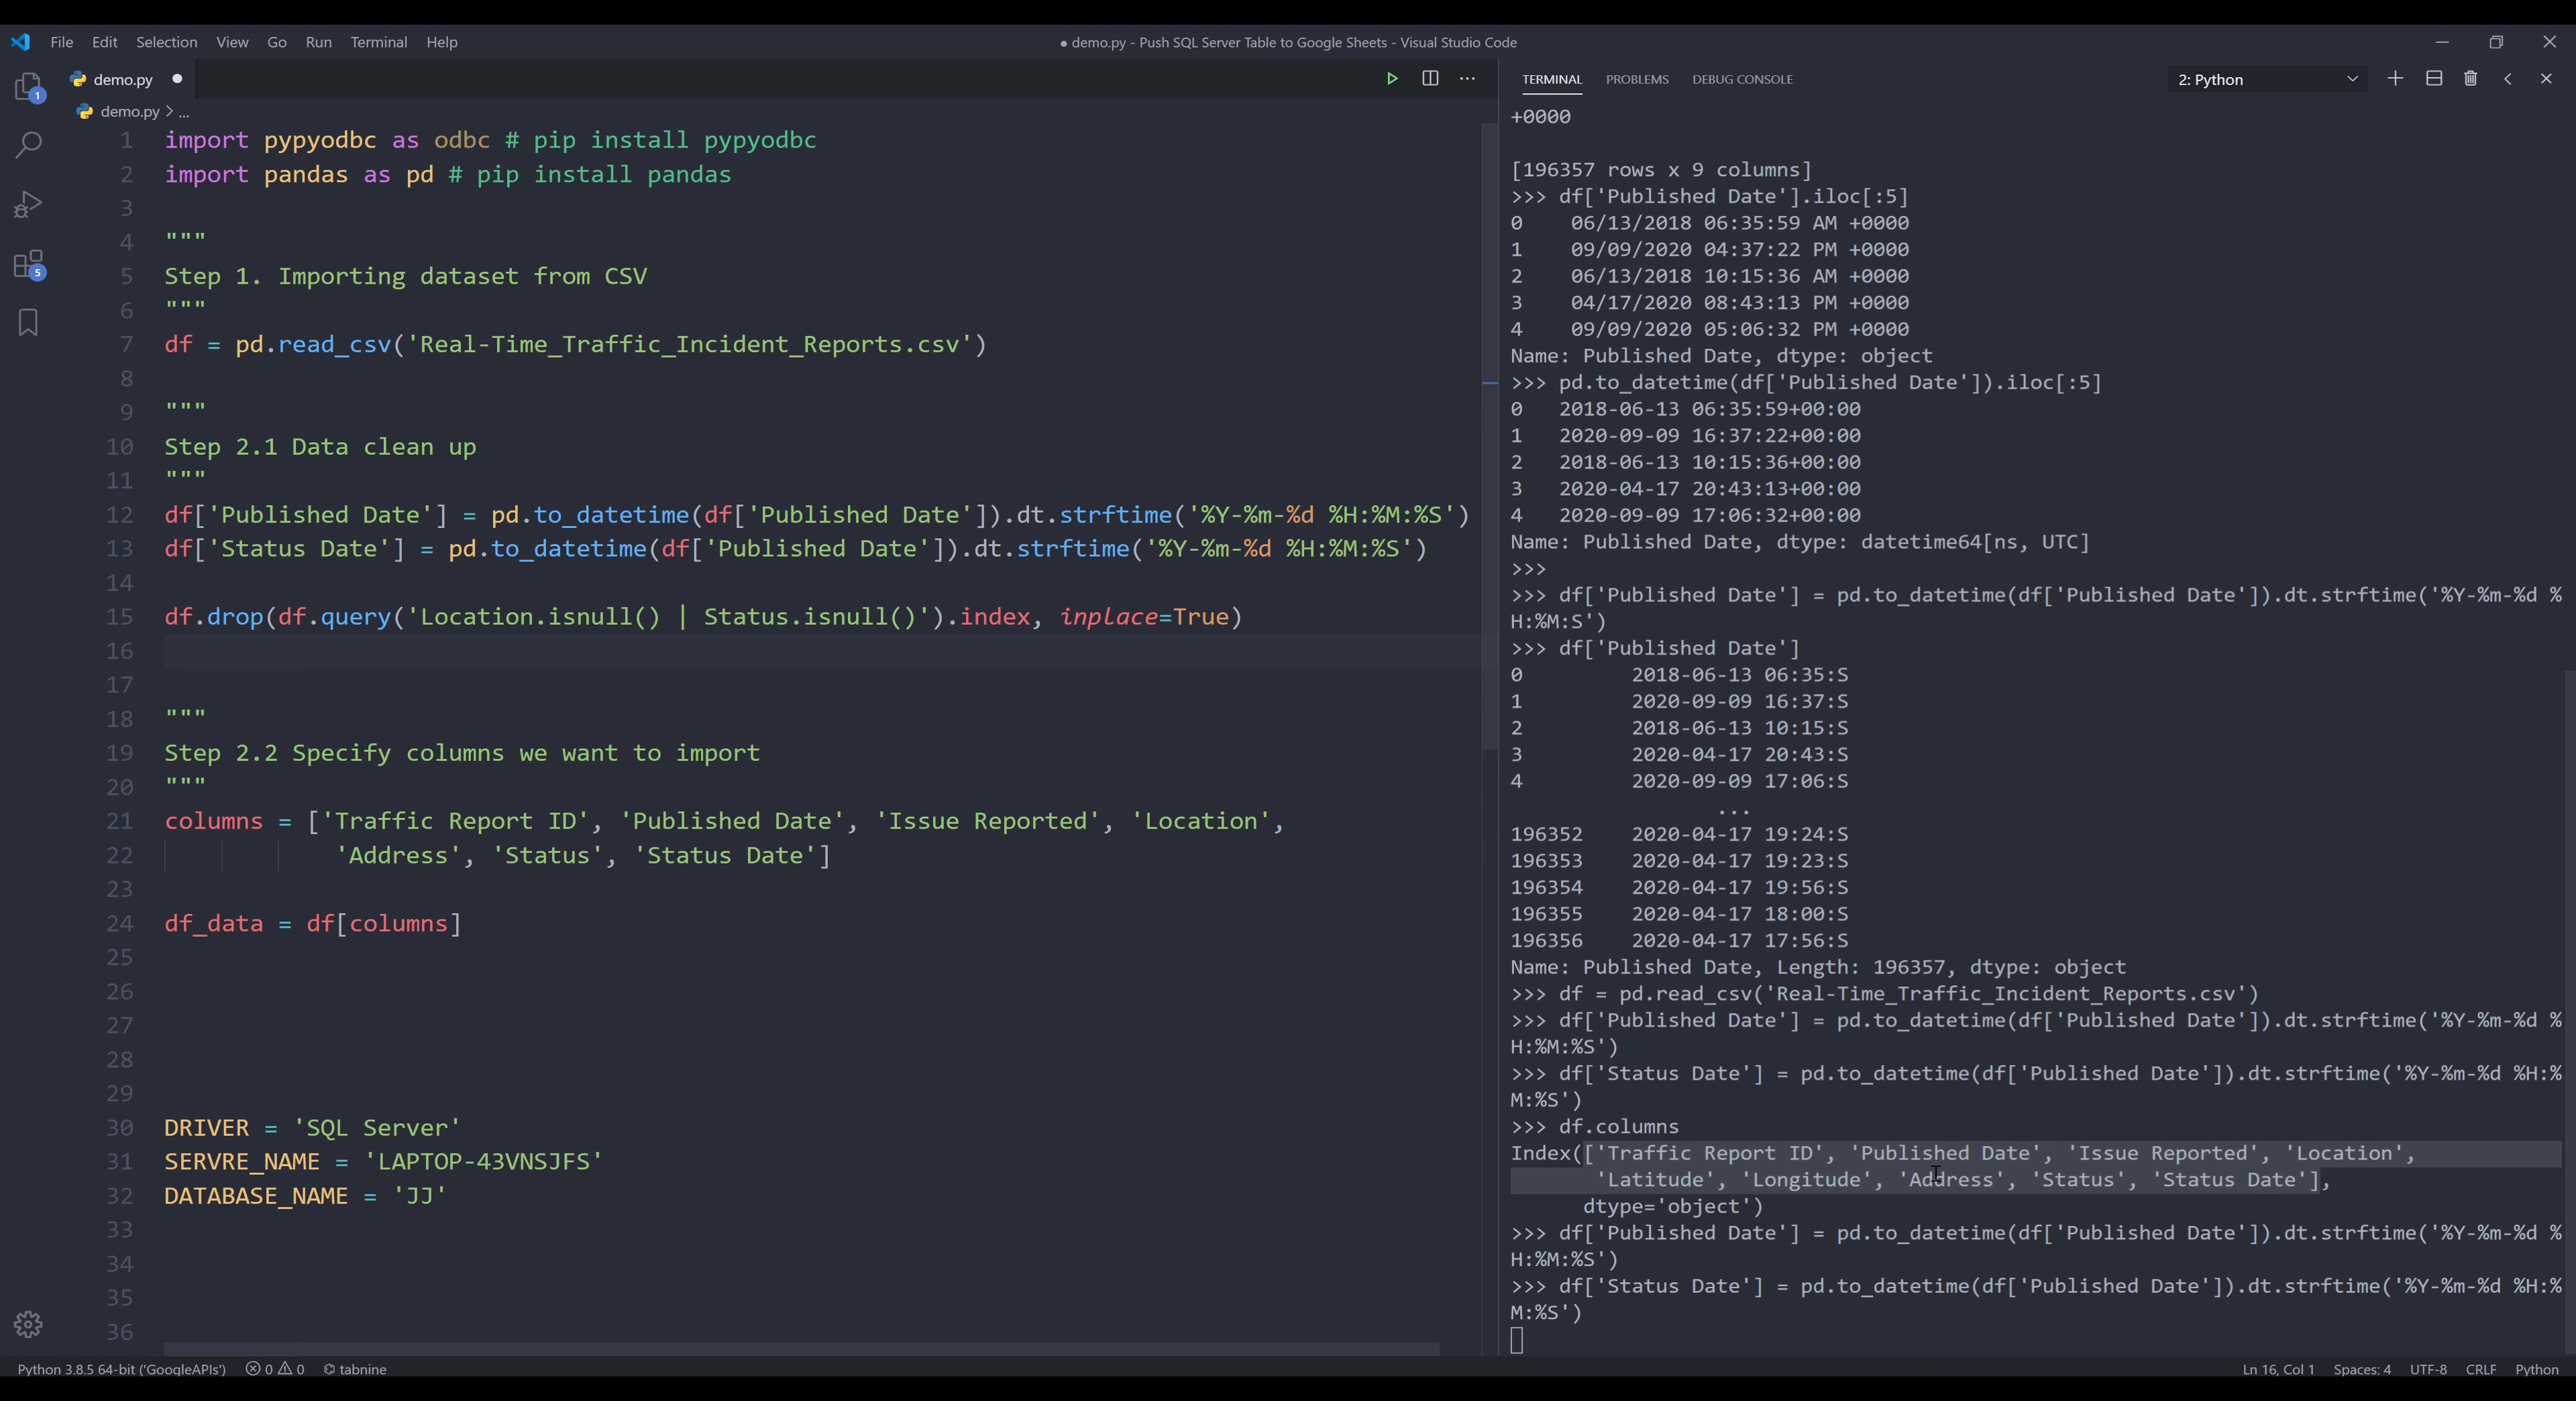 File Edit Selection View Go Run Terminal Help
● demo.py - Push SQL Server Table to Google Sheets - Visual Studio Code
demo.py
demo.py > ...
1 import pypyodbc as odbc # pip install pypyodbc
2 import pandas as pd # pip install pandas
3
4 """
5 Step 1. Importing dataset from CSV
6 """
7 df = pd.read_csv('Real-Time_Traffic_Incident_Reports.csv')
8
9 """
10 Step 2.1 Data clean up
11 """
12 df['Published Date'] = pd.to_datetime(df['Published Date']).dt.strftime('%Y-%m-%d %H:%M:%S')
13 df['Status Date'] = pd.to_datetime(df['Published Date']).dt.strftime('%Y-%m-%d %H:%M:%S')
14
15 df.drop(df.query('Location.isnull() | Status.isnull()').index, inplace=True)
16
17
18 """
19 Step 2.2 Specify columns we want to import
20 """
21 columns = ['Traffic Report ID', 'Published Date', 'Issue Reported', 'Location',
22 'Address', 'Status', 'Status Date']
23
24 df_data = df[columns]
25
26
27
28
29
30 DRIVER = 'SQL Server'
31 SERVRE_NAME = 'LAPTOP-43VNSJFS'
32 DATABASE_NAME = 'JJ'
33
34
35
36
1
5
TERMINAL PROBLEMS DEBUG CONSOLE
2: Python
+0000
[196357 rows x 9 columns]
>>> df['Published Date'].iloc[:5]
0 06/13/2018 06:35:59 AM +0000
1 09/09/2020 04:37:22 PM +0000
2 06/13/2018 10:15:36 AM +0000
3 04/17/2020 08:43:13 PM +0000
4 09/09/2020 05:06:32 PM +0000
Name: Published Date, dtype: object
>>> pd.to_datetime(df['Published Date']).iloc[:5]
0 2018-06-13 06:35:59+00:00
1 2020-09-09 16:37:22+00:00
2 2018-06-13 10:15:36+00:00
3 2020-04-17 20:43:13+00:00
4 2020-09-09 17:06:32+00:00
Name: Published Date, dtype: datetime64[ns, UTC]
>>>
>>> df['Published Date'] = pd.to_datetime(df['Published Date']).dt.strftime('%Y-%m-%d %
H:%M:S')
>>> df['Published Date']
0 2018-06-13 06:35:S
1 2020-09-09 16:37:S
2 2018-06-13 10:15:S
3 2020-04-17 20:43:S
4 2020-09-09 17:06:S
...
196352 2020-04-17 19:24:S
196353 2020-04-17 19:23:S
196354 2020-04-17 19:56:S
196355 2020-04-17 18:00:S
196356 2020-04-17 17:56:S
Name: Published Date, Length: 196357, dtype: object
>>> df = pd.read_csv('Real-Time_Traffic_Incident_Reports.csv')
>>> df['Published Date'] = pd.to_datetime(df['Published Date']).dt.strftime('%Y-%m-%d %
H:%M:%S')
>>> df['Status Date'] = pd.to_datetime(df['Published Date']).dt.strftime('%Y-%m-%d %H:%
M:%S')
>>> df.columns
Index(['Traffic Report ID', 'Published Date', 'Issue Reported', 'Location',
'Latitude', 'Longitude', 'Address', 'Status', 'Status Date'],
dtype='object')
>>> df['Published Date'] = pd.to_datetime(df['Published Date']).dt.strftime('%Y-%m-%d %
H:%M:%S')
>>> df['Status Date'] = pd.to_datetime(df['Published Date']).dt.strftime('%Y-%m-%d %H:%
M:%S')
Python 3.8.5 64-bit ('GoogleAPIs') 0 0 tabnine
Ln 16, Col 1 Spaces: 4 UTF-8 CRLF Python